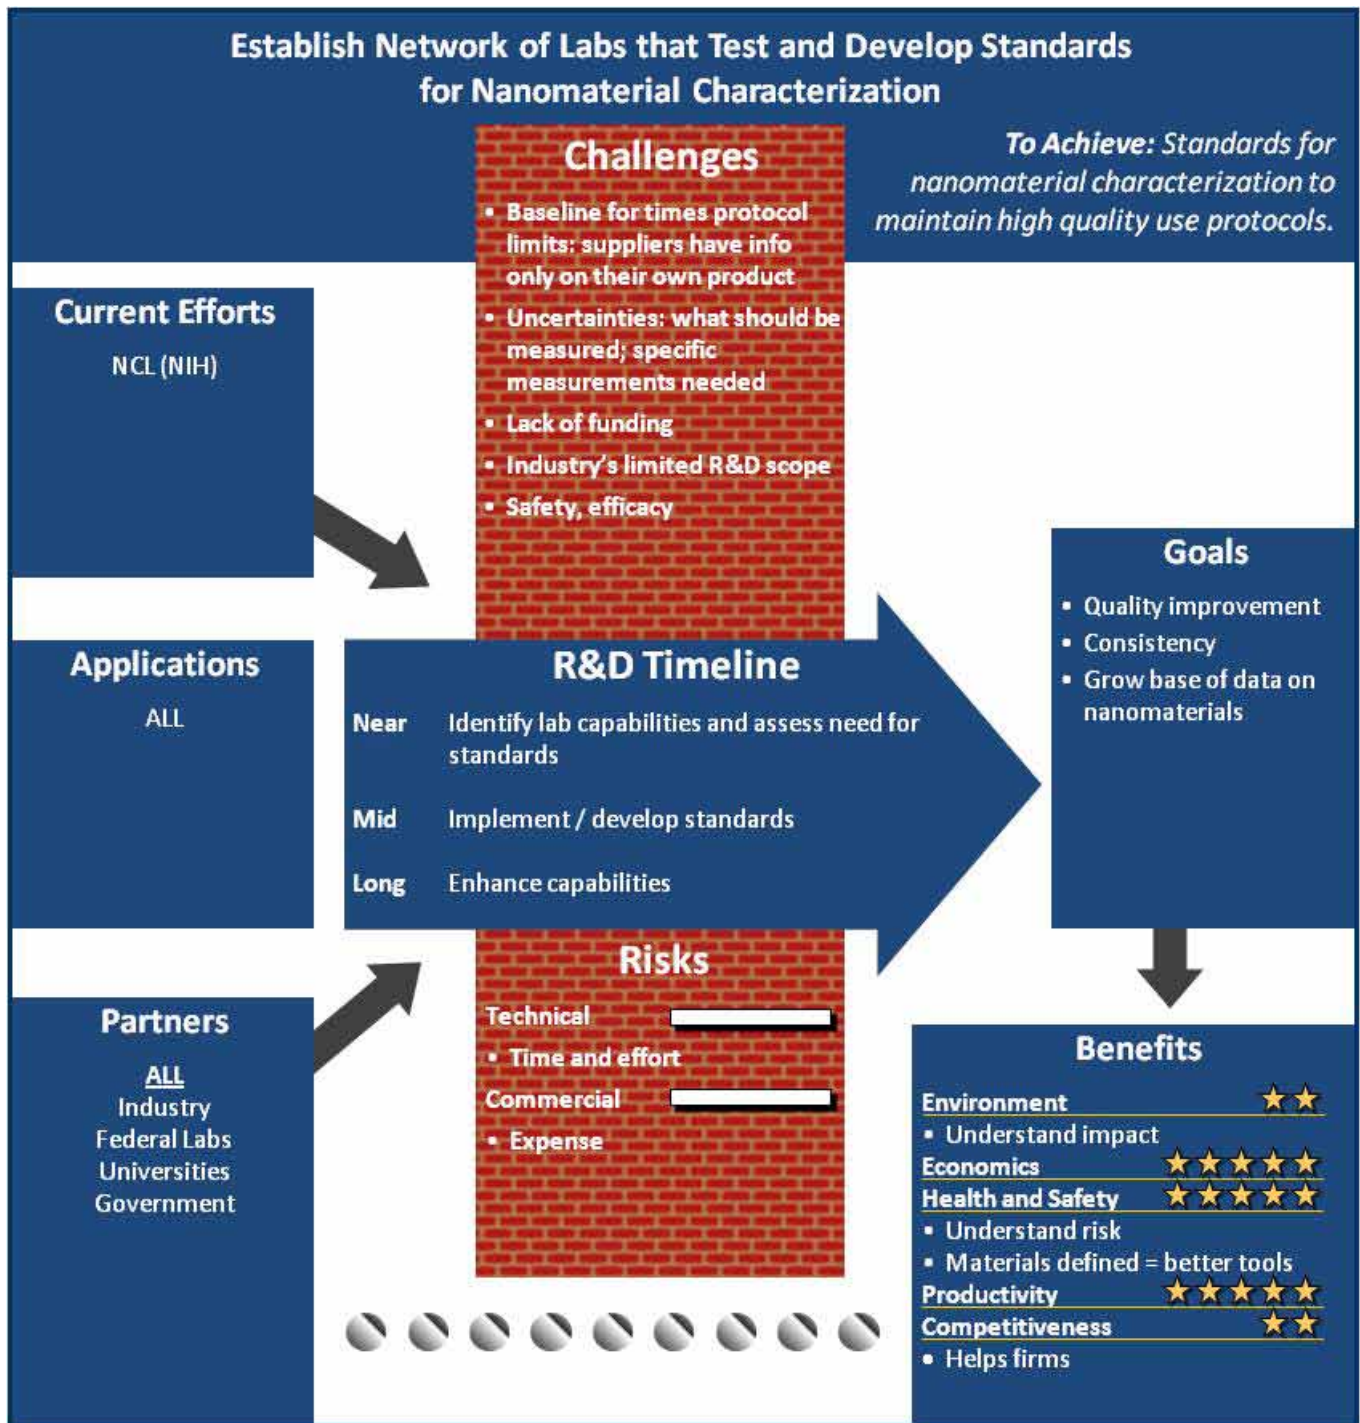 Establish Network of Labs that Test and Develop Standards
for Nanomaterial Characterization
To Achieve: Standards for
nanomaterial characterization to
maintain high quality use protocols.
Challenges
• Baseline for times protocol
limits: suppliers have info
only on their own product
• Uncertainties: what should be
measured; specific
measurements needed
• Lack of funding
• Industry's limited R&D scope
• Safety, efficacy
Current Efforts
NCL (NIH)
Applications
ALL
Partners
ALL
Industry
Federal Labs
Universities
Government
R&D Timeline
Near Identify lab capabilities and assess need for
standards
Mid Implement / develop standards
Long Enhance capabilities
Risks
Technical
• Time and effort
Commercial
• Expense
Goals
• Quality improvement
• Consistency
• Grow base of data on
nanomaterials
Benefits
Environment
• Understand impact
Economics
Health and Safety
• Understand risk
• Materials defined = better tools
Productivity
Competitiveness
• Helps firms